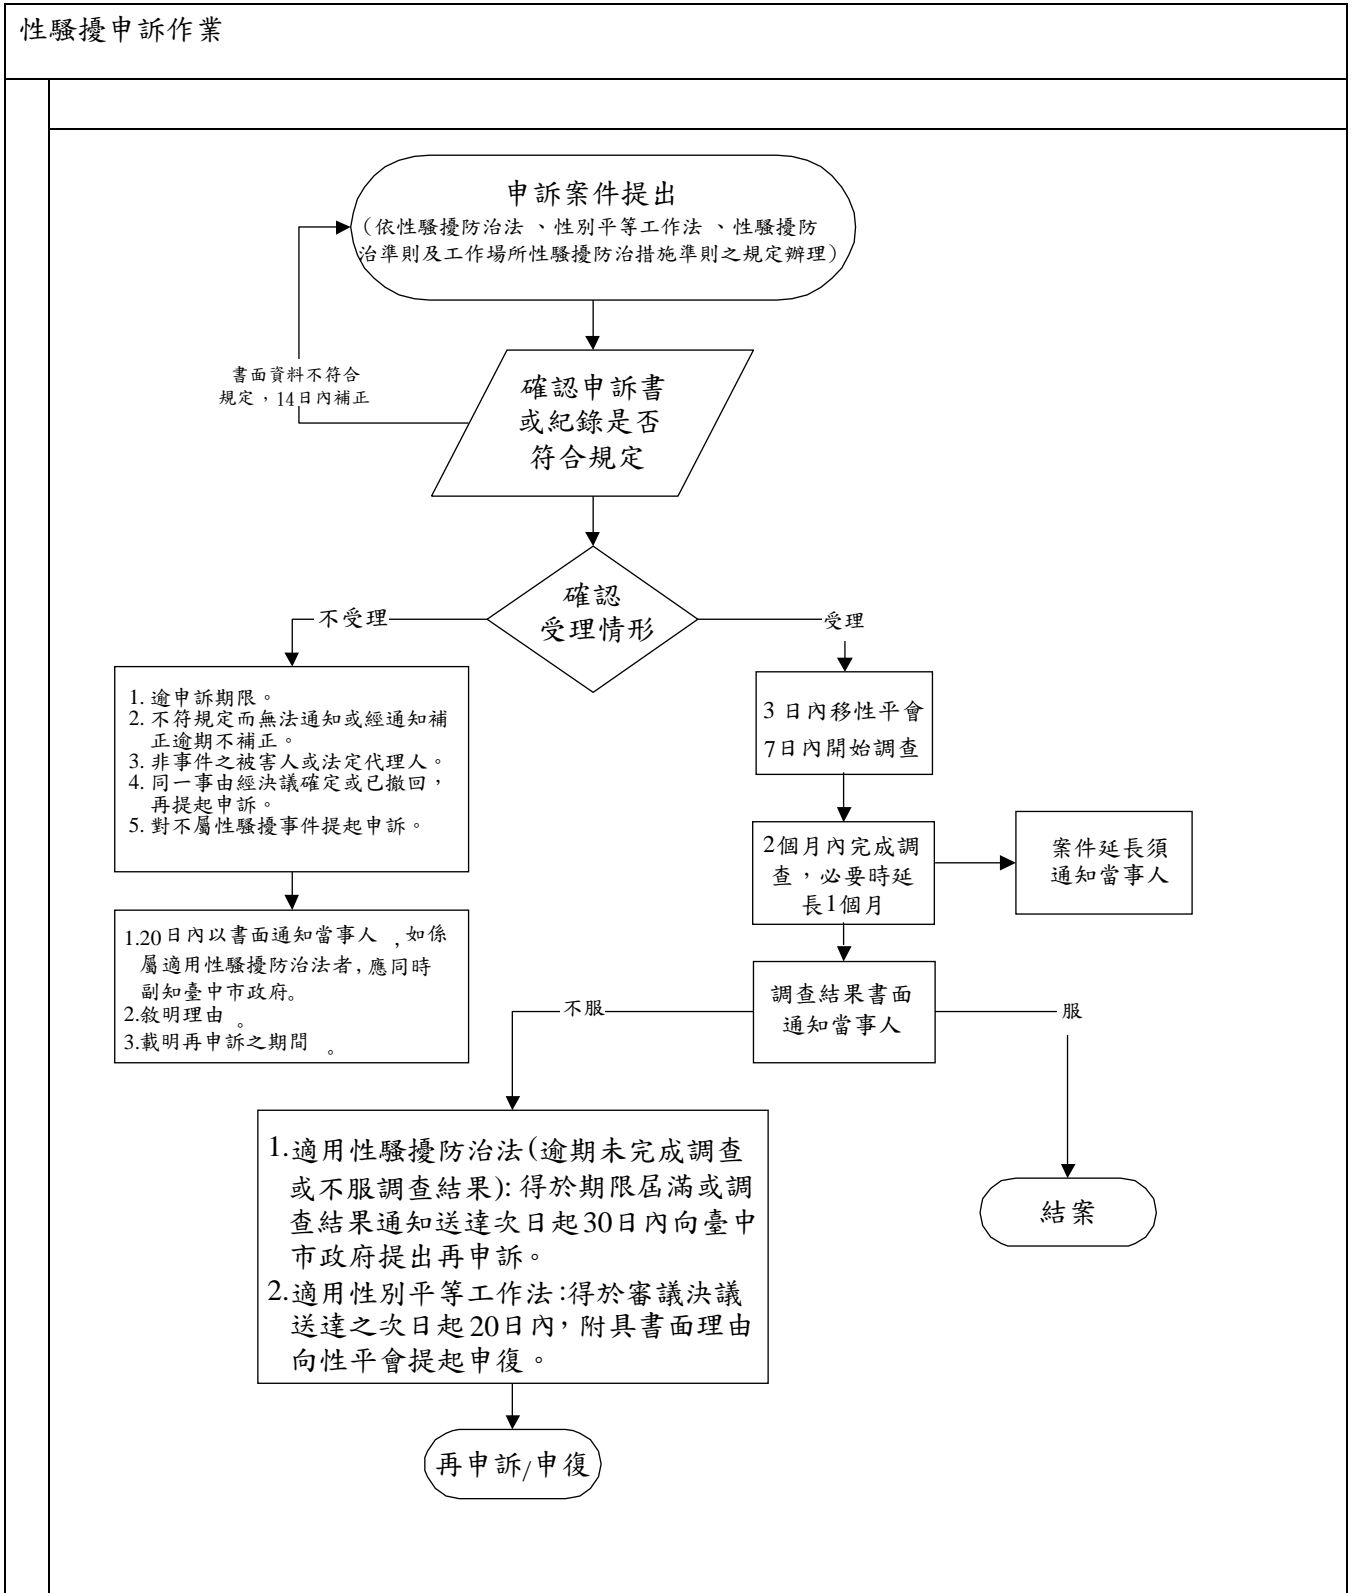 性騷擾申訴作業
申訴案件提出
（依性騷擾防治法、性別平等工作法、性騷擾防
治準則及工作場所性騷擾防治措施準則之規定辦理）
書面資料不符合
規定，14日內補正
確認申訴書
或紀錄是否
符合規定
確認
受理情形
不受理
受理
1. 逾申訴期限。
2. 不符規定而無法通知或經通知補
正逾期不補正。
3. 非事件之被害人或法定代理人。
4. 同一事由經決議確定或已撤回，
再提起申訴。
5. 對不屬性騷擾事件提起申訴。
3 日內移性平會
7日內開始調查
2個月內完成調
查，必要時延
長1個月
案件延長須
通知當事人
1.20日內以書面通知當事人，如係
屬適用性騷擾防治法者，應同時
副知臺中市政府。
2.敘明理由。
3.載明再申訴之期間。
調查結果書面
通知當事人
不服
服
1.適用性騷擾防治法(逾期未完成調查
或不服調查結果):得於期限屆滿或調
查結果通知送達次日起30日內向臺中
市政府提出再申訴。
2.適用性別平等工作法:得於審議決議
送達之次日起20日內，附具書面理由
向性平會提起申復。
結案
再申訴/申復